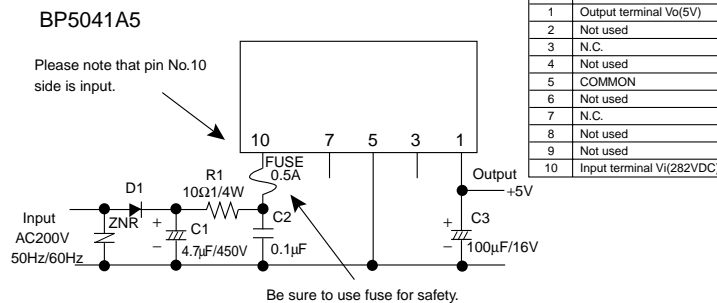 BP5041A5
Please note that pin No.10
side is input.
1 Output terminal Vo(5V)
2 Not used
3 N.C.
4 Not used
5 COMMON
6 Not used
7 N.C.
8 Not used
9 Not used
10 Input terminal Vi(282VDC)
10 7 5 3 1
FUSE
0.5A
R1
10Ω1/4W
D1
Input
AC200V
50Hz/60Hz
ZNR
+
C1
−
4.7μF/450V
C2
0.1μF
Output
+5V
+
C3
−
100μF/16V
Be sure to use fuse for safety.